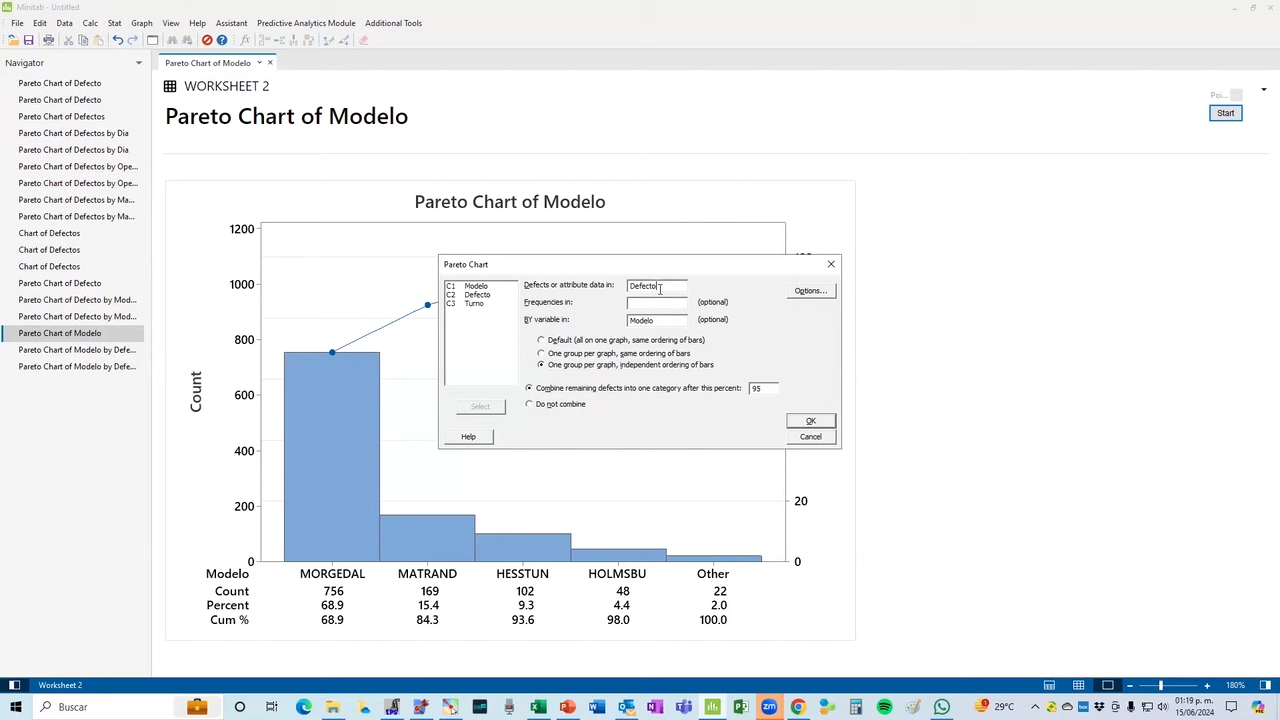 Minitab - Untitled
File Edit Data Calc Stat Graph View Help Assistant Predictive Analytics Module Additional Tools
Navigator
Pareto Chart of Modelo
Pareto Chart of Defecto
Pareto Chart of Defecto
Pareto Chart of Defectos
Pareto Chart of Defectos by Dia
Pareto Chart of Defectos by Dia
Pareto Chart of Defectos by Ope...
Pareto Chart of Defectos by Ope...
Pareto Chart of Defectos by Ma...
Pareto Chart of Defectos by Ma...
Chart of Defectos
Chart of Defectos
Chart of Defectos
Pareto Chart of Defecto
Pareto Chart of Defecto by Mod...
Pareto Chart of Defecto by Mod...
Pareto Chart of Modelo
Pareto Chart of Modelo by Defe...
Pareto Chart of Modelo by Defe...
WORKSHEET 2
Pareto Chart of Modelo
Poi...
Start
Pareto Chart of Modelo
1200
1000
800
600
400
200
0
Count
20
0
Pareto Chart
C1 Modelo
C2 Defecto
C3 Turno
Defects or attribute data in: Defecto
Frequencies in: (optional)
BY variable in: Modelo (optional)
Default (all on one graph, same ordering of bars)
One group per graph, same ordering of bars
One group per graph, independent ordering of bars
Combine remaining defects into one category after this percent: 95
Do not combine
Options...
Select
Help
OK
Cancel
Modelo MORGEDAL MATRAND HESSTUN HOLMSBU Other
Count 756 169 102 48 22
Percent 68.9 15.4 9.3 4.4 2.0
Cum % 68.9 84.3 93.6 98.0 100.0
Worksheet 2
180%
Buscar
29°C
01:19 p. m.
15/06/2024